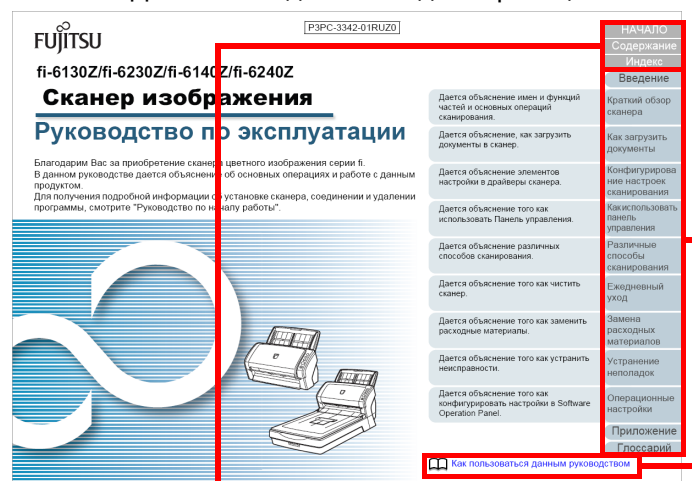 FUJITSU
P3PC-3342-01RUZ0
fi-6130Z/fi-6230Z/fi-6140Z/fi-6240Z
Сканер изображения
Руководство по эксплуатации
Благодарим Вас за приобретение сканера цветного изображения серии fi.
В данном руководстве дается объяснение об основных операциях и работе с данным
продуктом.
Для получения подробной информации об установке сканера, соединении и удалении
программы, смотрите "Руководство по началу работы".
НАЧАЛО
Содержание
Индекс
Введение
Дается объяснение имен и функций
частей и основных операций
сканирования.
Краткий обзор
сканера
Дается объяснение, как загрузить
документы в сканер.
Как загрузить
документы
Дается объяснение элементов
настройки в драйверы сканера.
Конфигурирова
ние настроек
сканирования
Дается объяснение того как
использовать Панель управления.
Какиспользовать
панель
управления
Дается объяснение различных
способов сканирования.
Различные
способы
сканирования
Дается объяснение того как чистить
сканер.
Ежедневный
уход
Дается объяснение того как заменить
расходные материалы.
Замена
расходных
материалов
Дается объяснение того как устранить
неисправности.
Устранение
неполадок
Дается объяснение того как
конфигурировать настройки в Software
Operation Panel.
Операционные
настройки
Приложение
Глоссарий
Как пользоваться данным руководством